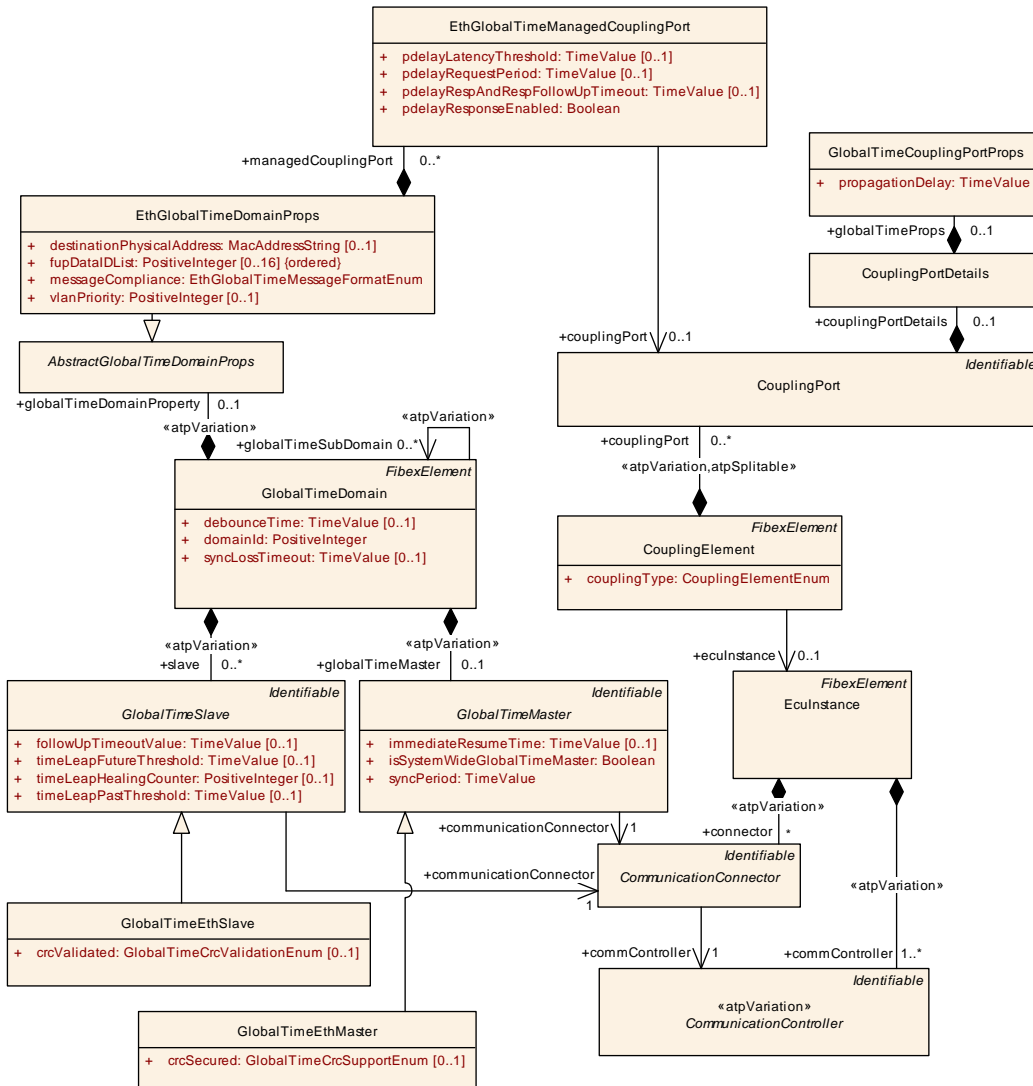 EthGlobalTimeManagedCouplingPort
+ pdelayLatencyThreshold: TimeValue [0..1]
+ pdelayRequestPeriod: TimeValue [0..1]
+ pdelayRespAndRespFollowUpTimeout: TimeValue [0..1]
+ pdelayResponseEnabled: Boolean
GlobalTimeCouplingPortProps
+ propagationDelay: TimeValue
+managedCouplingPort 0..*
+globalTimeProps 0..1
EthGlobalTimeDomainProps
+ destinationPhysicalAddress: MacAddressString [0..1]
+ fupDataIDList: PositiveInteger [0..16] {ordered}
+ messageCompliance: EthGlobalTimeMessageFormatEnum
+ vlanPriority: PositiveInteger [0..1]
CouplingPortDetails
+couplingPortDetails 0..1
+couplingPort 0..1
AbstractGlobalTimeDomainProps
Identifiable
CouplingPort
+globalTimeDomainProperty 0..1
«atpVariation»
«atpVariation»
+globalTimeSubDomain 0..*
+couplingPort 0..*
«atpVariation,atpSplitable»
FibexElement
GlobalTimeDomain
+ debounceTime: TimeValue [0..1]
+ domainId: PositiveInteger
+ syncLossTimeout: TimeValue [0..1]
FibexElement
CouplingElement
+ couplingType: CouplingElementEnum
«atpVariation»
+slave 0..*
«atpVariation»
+globalTimeMaster 0..1
+ecuInstance 0..1
Identifiable
GlobalTimeSlave
+ followUpTimeoutValue: TimeValue [0..1]
+ timeLeapFutureThreshold: TimeValue [0..1]
+ timeLeapHealingCounter: PositiveInteger [0..1]
+ timeLeapPastThreshold: TimeValue [0..1]
Identifiable
GlobalTimeMaster
+ immediateResumeTime: TimeValue [0..1]
+ isSystemWideGlobalTimeMaster: Boolean
+ syncPeriod: TimeValue
FibexElement
EcuInstance
«atpVariation»
+communicationConnector 1
+connector *
Identifiable
CommunicationConnector
+communicationConnector
1
«atpVariation»
GlobalTimeEthSlave
+ crcValidated: GlobalTimeCrcValidationEnum [0..1]
+commController 1
+commController 1..*
Identifiable
«atpVariation»
CommunicationController
GlobalTimeEthMaster
+ crcSecured: GlobalTimeCrcSupportEnum [0..1]